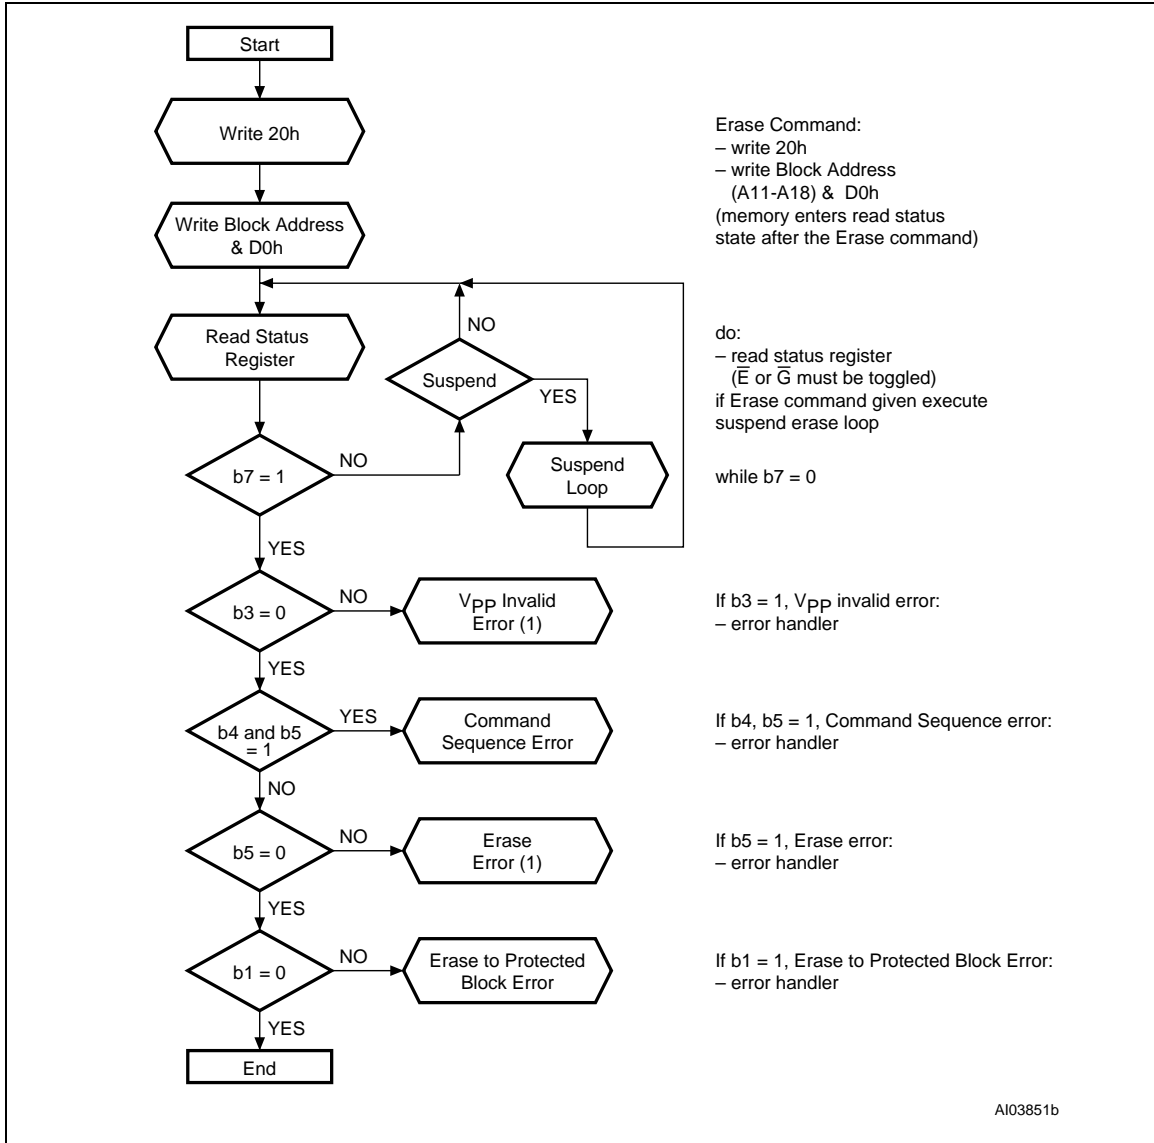 Start
Write 20h
Erase Command:
– write 20h
– write Block Address
(A11-A18) & D0h
(memory enters read status
state after the Erase command)
Write Block Address
& D0h
NO
Read Status
Register
Suspend
YES
do:
– read status register
(E̅ or G̅ must be toggled)
if Erase command given execute
suspend erase loop
b7 = 1
NO
Suspend
Loop
while b7 = 0
YES
b3 = 0
NO
VPP Invalid
Error (1)
If b3 = 1, VPP invalid error:
– error handler
YES
b4 and b5
= 1
YES
Command
Sequence Error
If b4, b5 = 1, Command Sequence error:
– error handler
NO
b5 = 0
NO
Erase
Error (1)
If b5 = 1, Erase error:
– error handler
YES
b1 = 0
NO
Erase to Protected
Block Error
If b1 = 1, Erase to Protected Block Error:
– error handler
YES
End
AI03851b